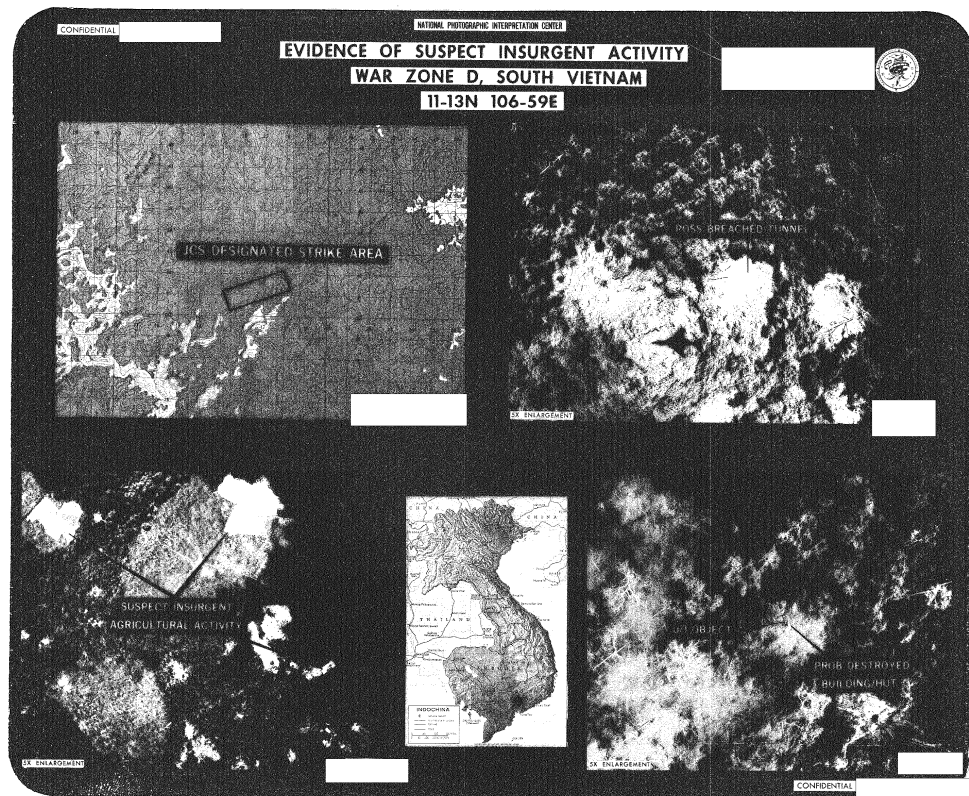 CONFIDENTIAL
NATIONAL PHOTOGRAPHIC INTERPRETATION CENTER
EVIDENCE OF SUSPECT INSURGENT ACTIVITY
WAR ZONE D, SOUTH VIETNAM
11-13N 106-59E
JCS DESIGNATED STRIKE AREA
POSS BREACHED TUNNEL
5X ENLARGEMENT
SUSPECT INSURGENT
AGRICULTURAL ACTIVITY
5X ENLARGEMENT
CHINA
CHINA
THAILAND
INDOCHINA
OBJECT
PROB DESTROYED
BUILDING/HUT
5X ENLARGEMENT
CONFIDENTIAL